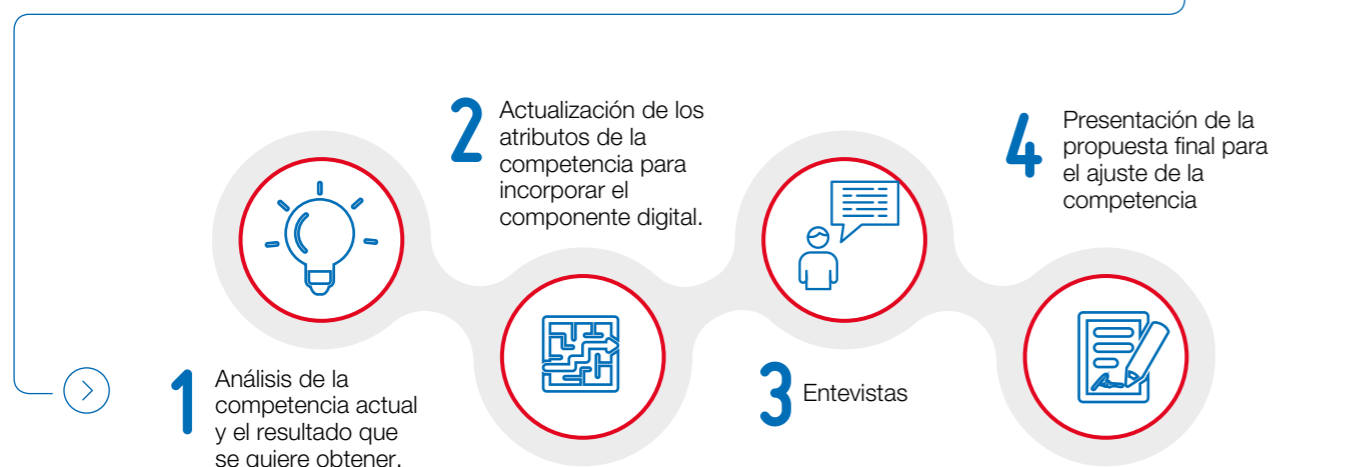 1
Análisis de la
competencia actual
y el resultado que
se quiere obtener.
2
Actualización de los
atributos de la
competencia para
incorporar el
componente digital.
3
Entevistas
4
Presentación de la
propuesta final para
el ajuste de la
competencia